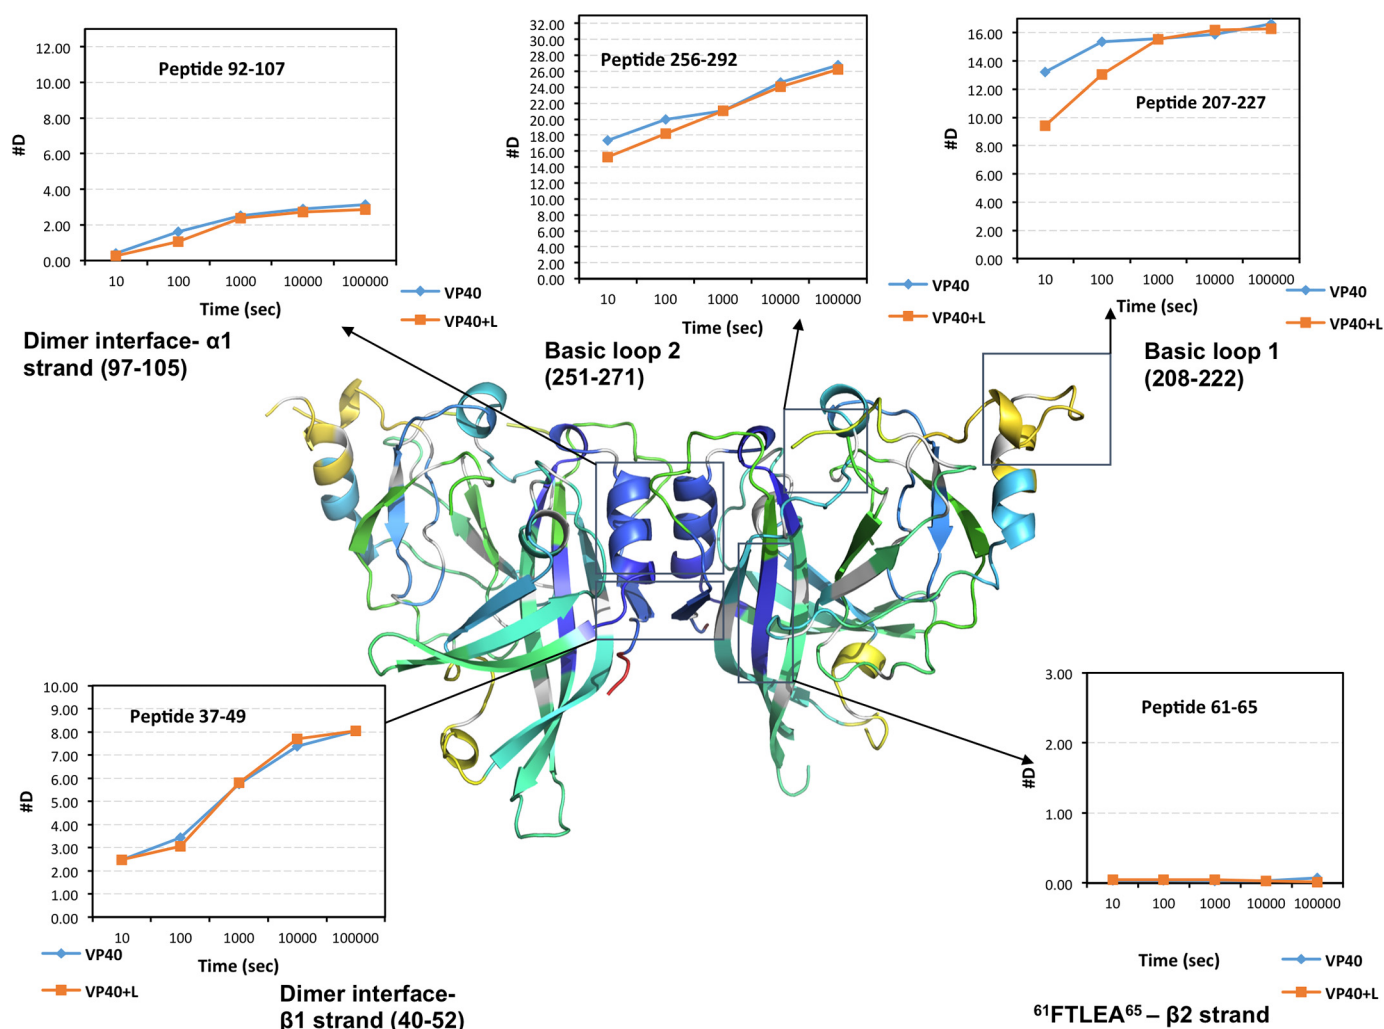 12.00
10.00
8.00
6.00
4.00
2.00
0.00
#D
Peptide 92-107
10 100 1000 10000 100000
Time (sec)
VP40
VP40+L
Dimer interface- α1
strand (97-105)
32.00
30.00
28.00
26.00
24.00
22.00
20.00
18.00
16.00
14.00
12.00
10.00
8.00
6.00
4.00
2.00
0.00
#D
Peptide 256-292
10 100 1000 10000 100000
Time (sec)
VP40
VP40+L
Basic loop 2
(251-271)
16.00
14.00
12.00
10.00
8.00
6.00
4.00
2.00
0.00
#D
Peptide 207-227
10 100 1000 10000 100000
Time (sec)
VP40
VP40+L
Basic loop 1
(208-222)
10.00
9.00
8.00
7.00
6.00
5.00
4.00
3.00
2.00
1.00
0.00
#D
Peptide 37-49
10 100 1000 10000 100000
Time (sec)
VP40
VP40+L
Dimer interface-
β1 strand (40-52)
3.00
2.00
1.00
0.00
#D
Peptide 61-65
10 100 1000 10000 100000
Time (sec)
VP40
VP40+L
⁶¹FTLEA⁶⁵ – β2 strand